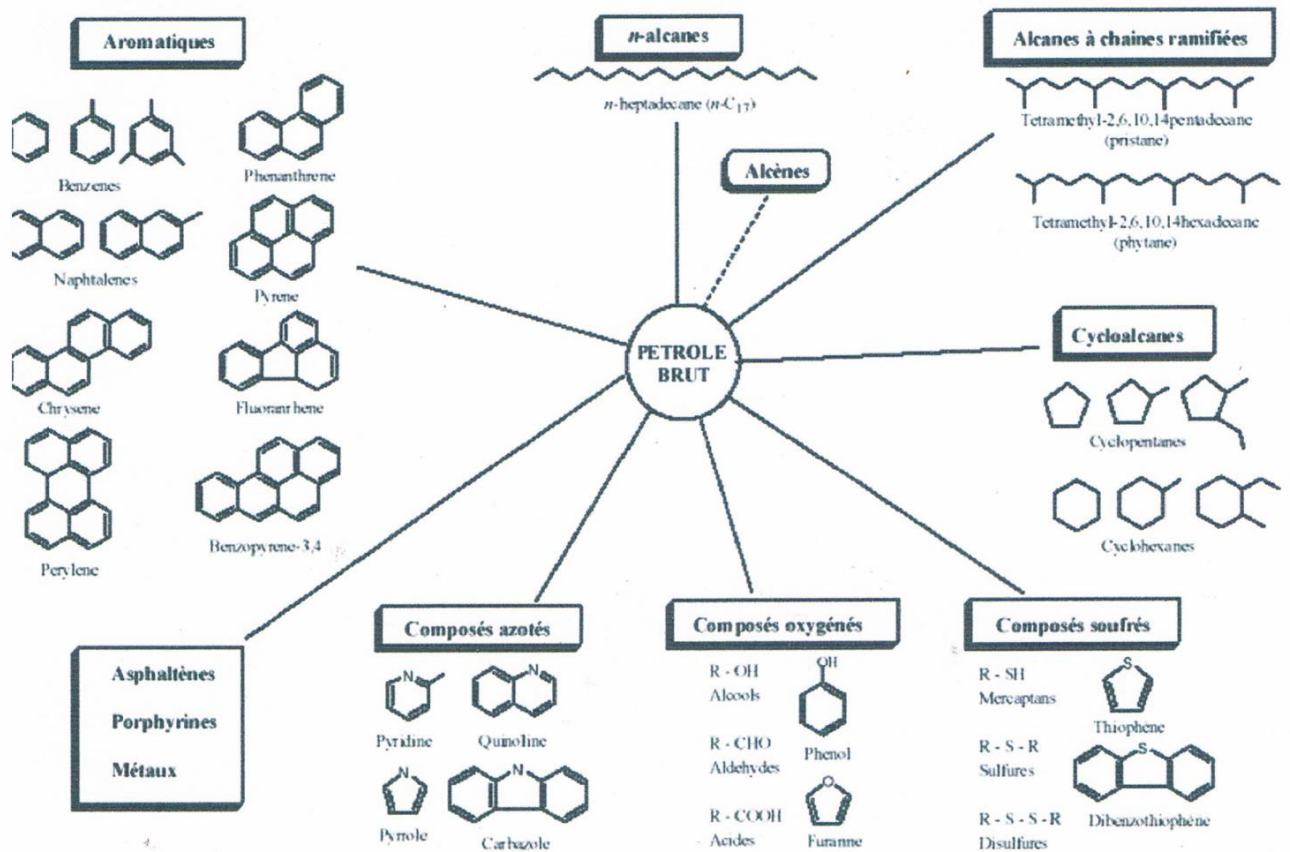 Aromatiques
Benzenes
Phenanthrene
Naphtalenes
Pyrene
Chrysene
Fluoranrhene
Perylene
Benzopyrene-3,4
n-alcanes
n-heptadecane (n-C17)
Alcènes
Alcanes à chaines ramifiées
Tetramethyl-2,6,10,14pentadecane
(pristane)
Tetramethyl-2,6,10,14hexadecane
(phytane)
PETROLE
BRUT
Cycloalcanes
Cyclopentanes
Cyclohexanes
Asphaltènes
Porphyrines
Métaux
Composés azotés
N
N
Pyridine
Quinoline
N
N
Pyrrole
Carbazole
Composés oxygénés
R - OH
Alcools
OH
Phenol
R - CHO
Aldehydes
O
R - COOH
Acides
Furanne
Composés soufrés
R - SH
Mercaptans
S
Thiophène
R - S - R
Sulfures
S
R - S - S - R
Disulfures
Dibenzothiophène